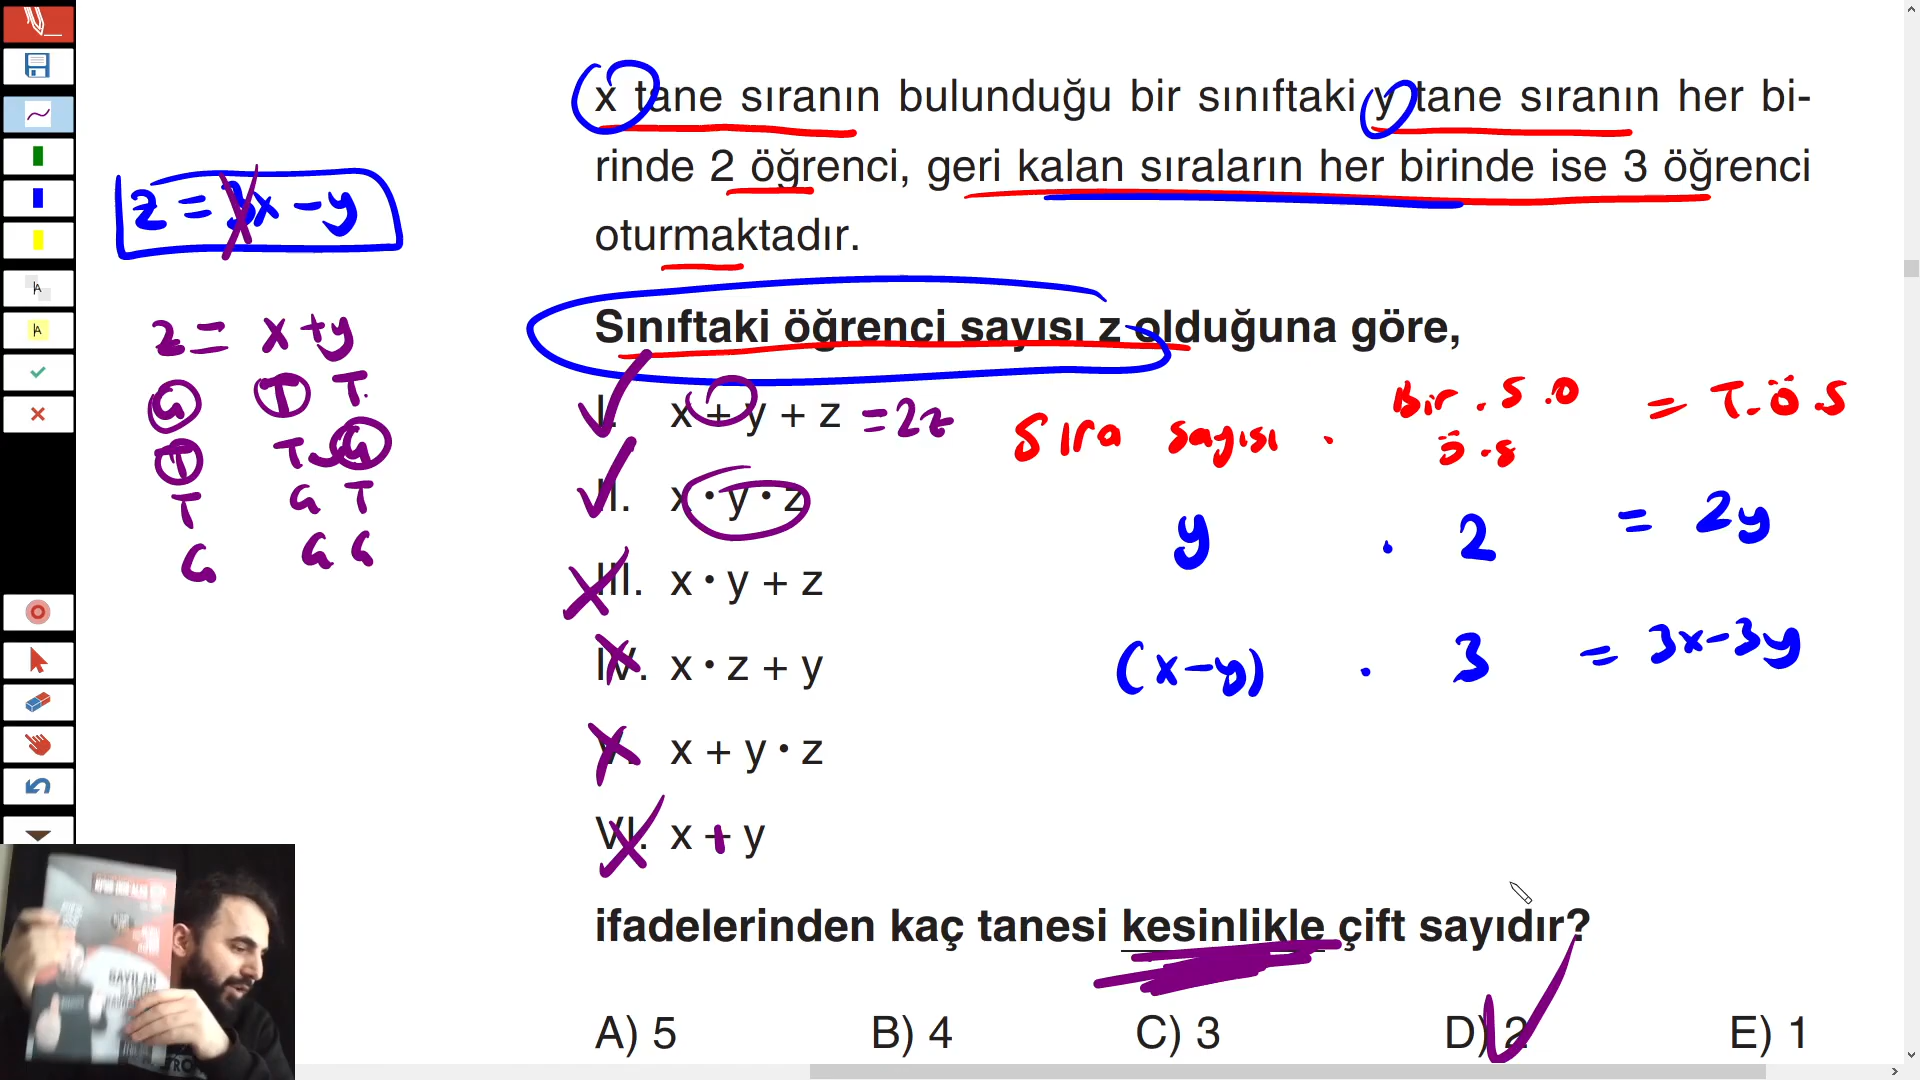 x tane sıranın bulunduğu bir sınıftaki y tane sıranın her bi-
rinde 2 öğrenci, geri kalan sıraların her birinde ise 3 öğrenci
oturmaktadır.
Sınıftaki öğrenci sayısı z olduğuna göre,
I. x + y + z = 2z
II. x · y · z
III. x · y + z
IV. x · z + y
V. x + y · z
VI. x + y
ifadelerinden kaç tanesi kesinlikle çift sayıdır?
A) 5 B) 4 C) 3 D) 2 E) 1
z = 3x - y
z = x + y
Ç T T
T T Ç
T Ç T
Ç Ç Ç
Sıra sayısı . Bir . S . O = T.Ö.S
Ö.S
y . 2 = 2y
(x-y) . 3 = 3x-3y